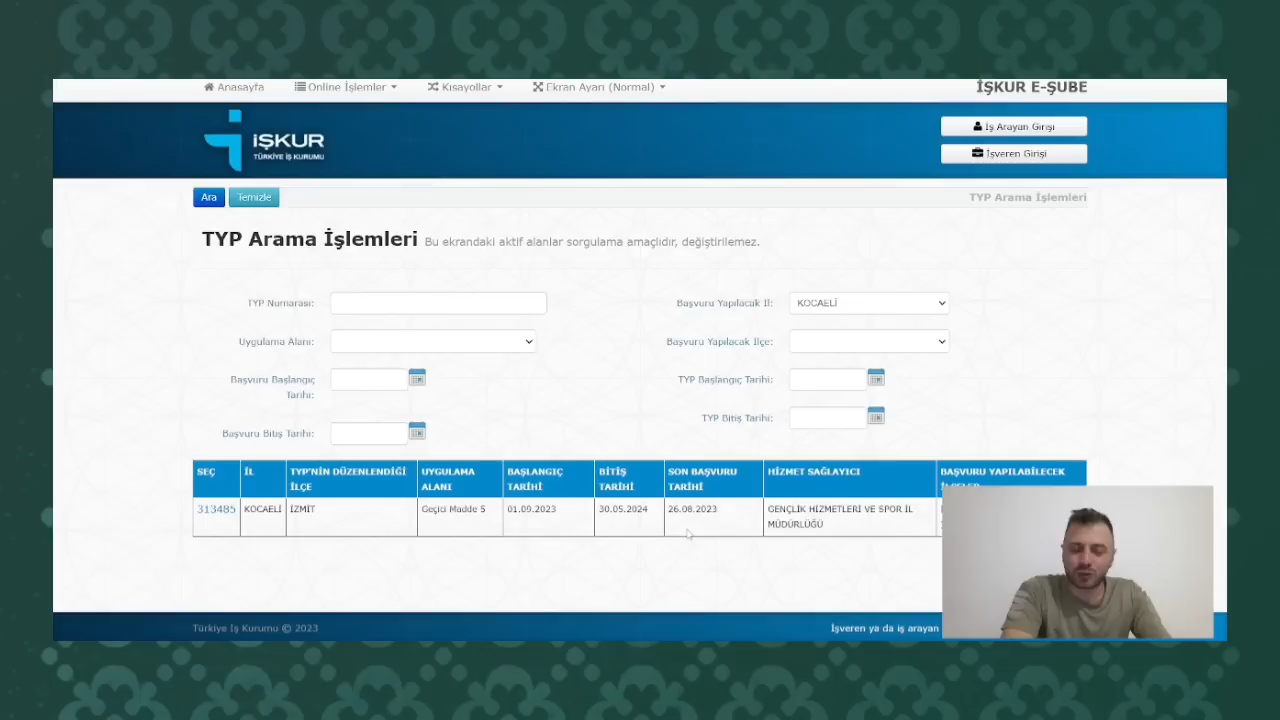 Anasayfa Online İşlemler Kısayollar Ekran Ayarı (Normal) İŞKUR E-ŞUBE
İŞKUR
TÜRKİYE İŞ KURUMU
İş Arayan Girişi
İşveren Girişi
Ara Temizle TYP Arama İşlemleri
TYP Arama İşlemleri Bu ekrandaki aktif alanlar sorgulama amaçlıdır, değiştirilemez.
TYP Numarası: Başvuru Yapılacak İl: KOCAELİ
Uygulama Alanı: Başvuru Yapılacak İlçe:
Başvuru Başlangıç
Tarihi:
TYP Başlangıç Tarihi:
TYP Bitiş Tarihi:
Başvuru Bitiş Tarihi:
SEÇ İL TYP'NİN DÜZENLENDİĞİ UYGULAMA BAŞLANGIÇ BİTİŞ SON BAŞVURU HİZMET SAĞLAYICI BAŞVURU YAPILABİLECEK
İLÇE ALANI TARİHİ TARİHİ TARİHİ
313485 KOCAELİ İZMİT Geçici Madde 5 01.09.2023 30.05.2024 26.08.2023 GENÇLİK HİZMETLERİ VE SPOR İL
MÜDÜRLÜĞÜ
Türkiye İş Kurumu © 2023 İşveren ya da iş arayan